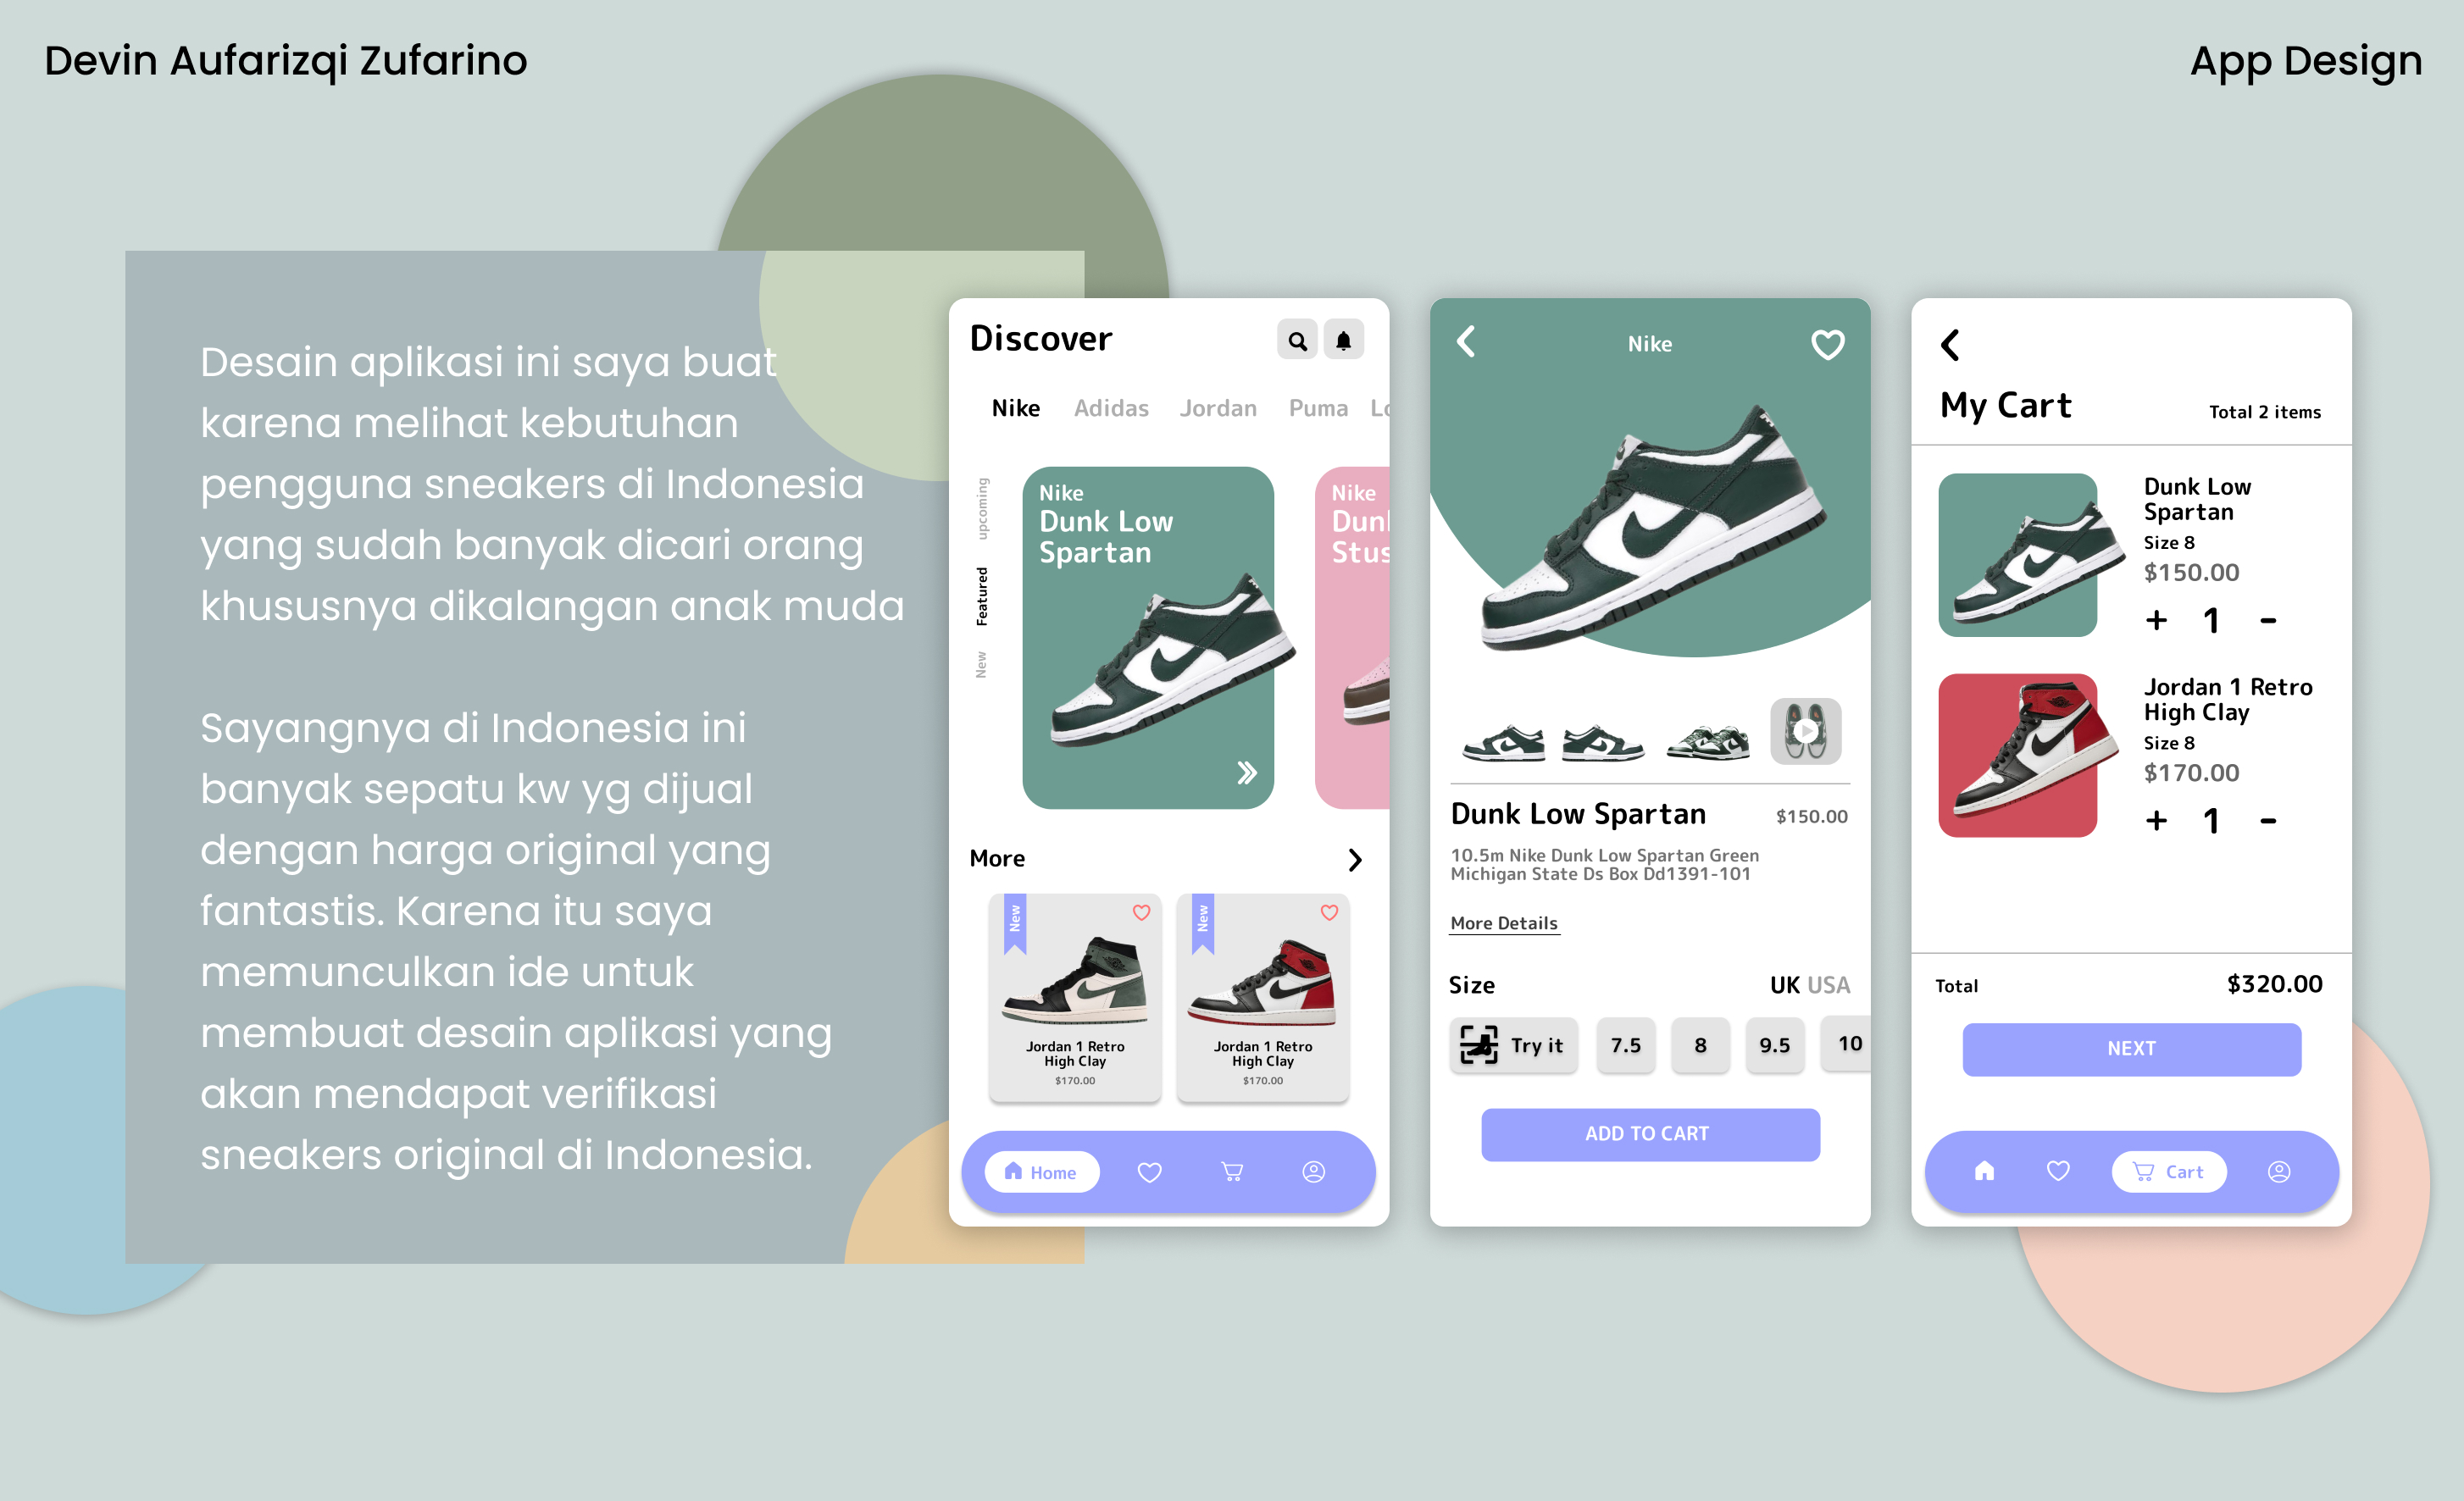 Devin Aufarizqi Zufarino
App Design
Desain aplikasi ini saya buat
karena melihat kebutuhan
pengguna sneakers di Indonesia
yang sudah banyak dicari orang
khususnya dikalangan anak muda
Sayangnya di Indonesia ini
banyak sepatu kw yg dijual
dengan harga original yang
fantastis. Karena itu saya
memunculkan ide untuk
membuat desain aplikasi yang
akan mendapat verifikasi
sneakers original di Indonesia.
Discover
Nike Adidas Jordan Puma Lo
upcoming
Featured
New
Nike
Dunk Low
Spartan
Nike
Dun
Stus
More
New
Jordan 1 Retro
High Clay
$170.00
New
Jordan 1 Retro
High Clay
$170.00
Home
Nike
Dunk Low Spartan
$150.00
10.5m Nike Dunk Low Spartan Green
Michigan State Ds Box Dd1391-101
More Details
Size
UK USA
Try it 7.5 8 9.5 10
ADD TO CART
My Cart
Total 2 items
Dunk Low
Spartan
Size 8
$150.00
+ 1 -
Jordan 1 Retro
High Clay
Size 8
$170.00
+ 1 -
Total
$320.00
NEXT
Cart